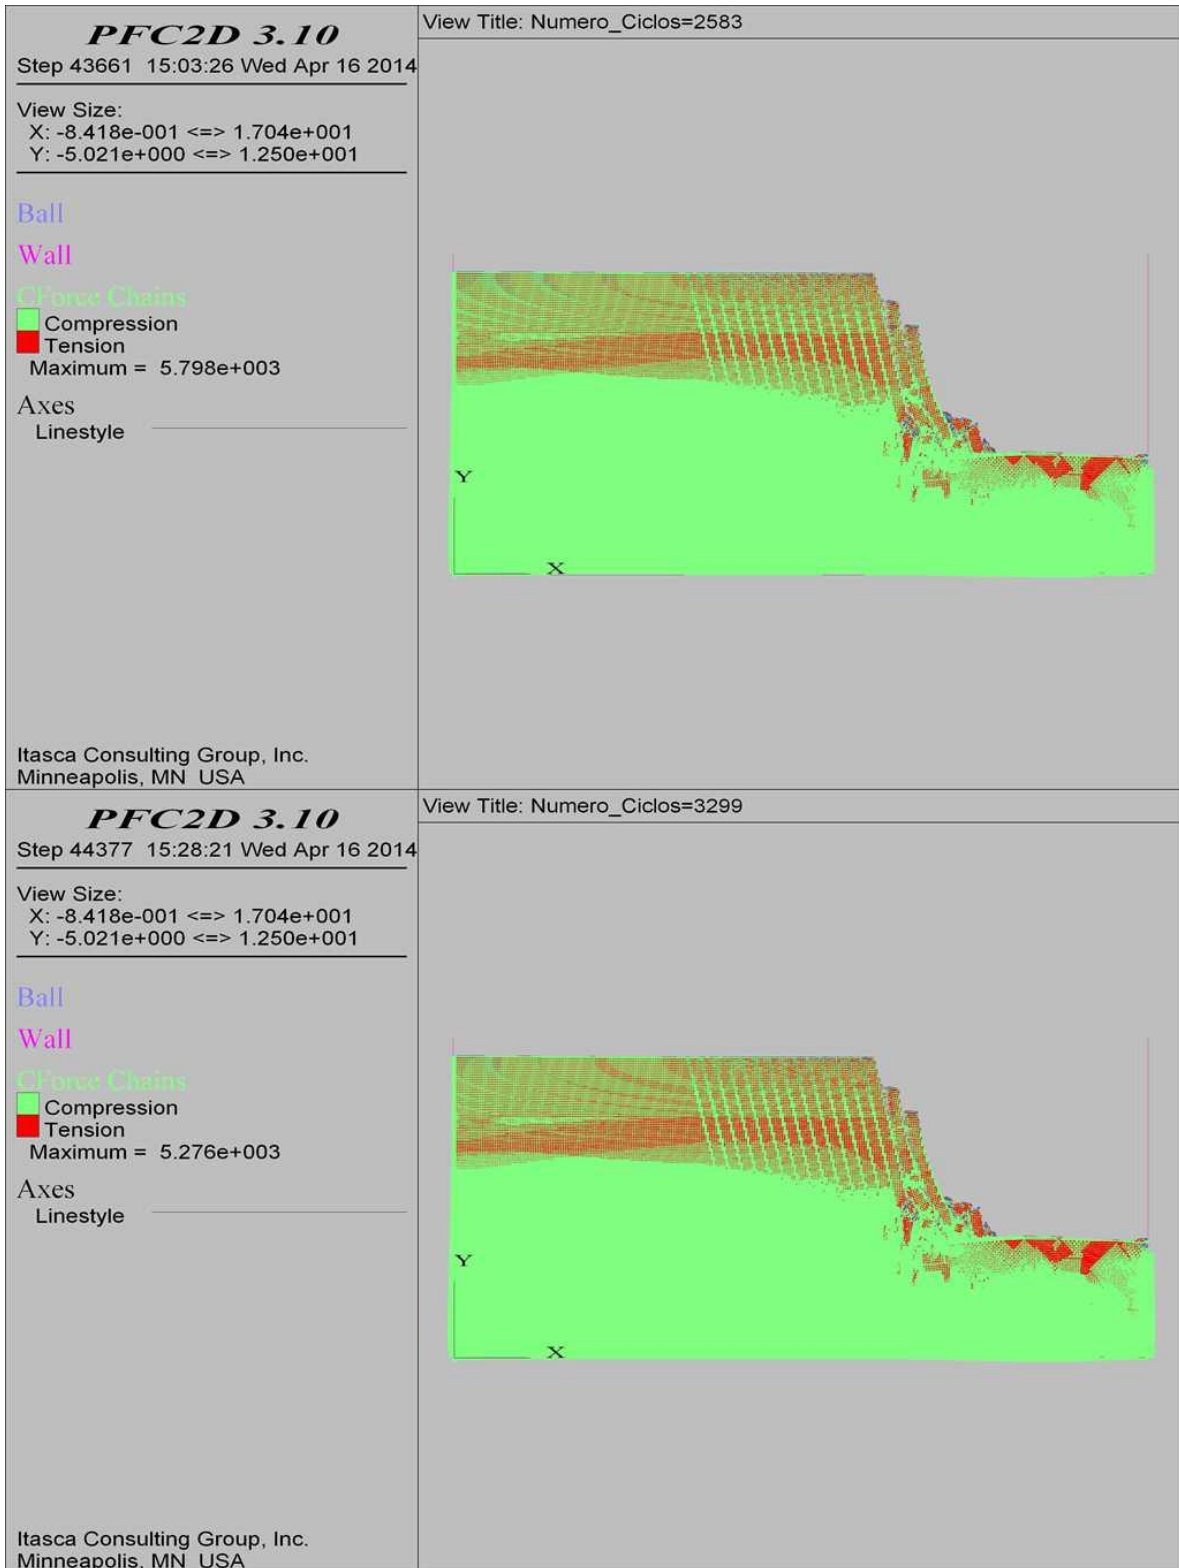 PFC2D 3.10
Step 43661 15:03:26 Wed Apr 16 2014
View Size:
X: -8.418e-001 <=> 1.704e+001
Y: -5.021e+000 <=> 1.250e+001
Ball
Wall
CForce Chains
Compression
Tension
Maximum = 5.798e+003
Axes
Linestyle
Itasca Consulting Group, Inc.
Minneapolis, MN USA
View Title: Numero_Ciclos=2583
Y
X
PFC2D 3.10
Step 44377 15:28:21 Wed Apr 16 2014
View Size:
X: -8.418e-001 <=> 1.704e+001
Y: -5.021e+000 <=> 1.250e+001
Ball
Wall
CForce Chains
Compression
Tension
Maximum = 5.276e+003
Axes
Linestyle
Itasca Consulting Group, Inc.
Minneapolis, MN USA
View Title: Numero_Ciclos=3299
Y
X